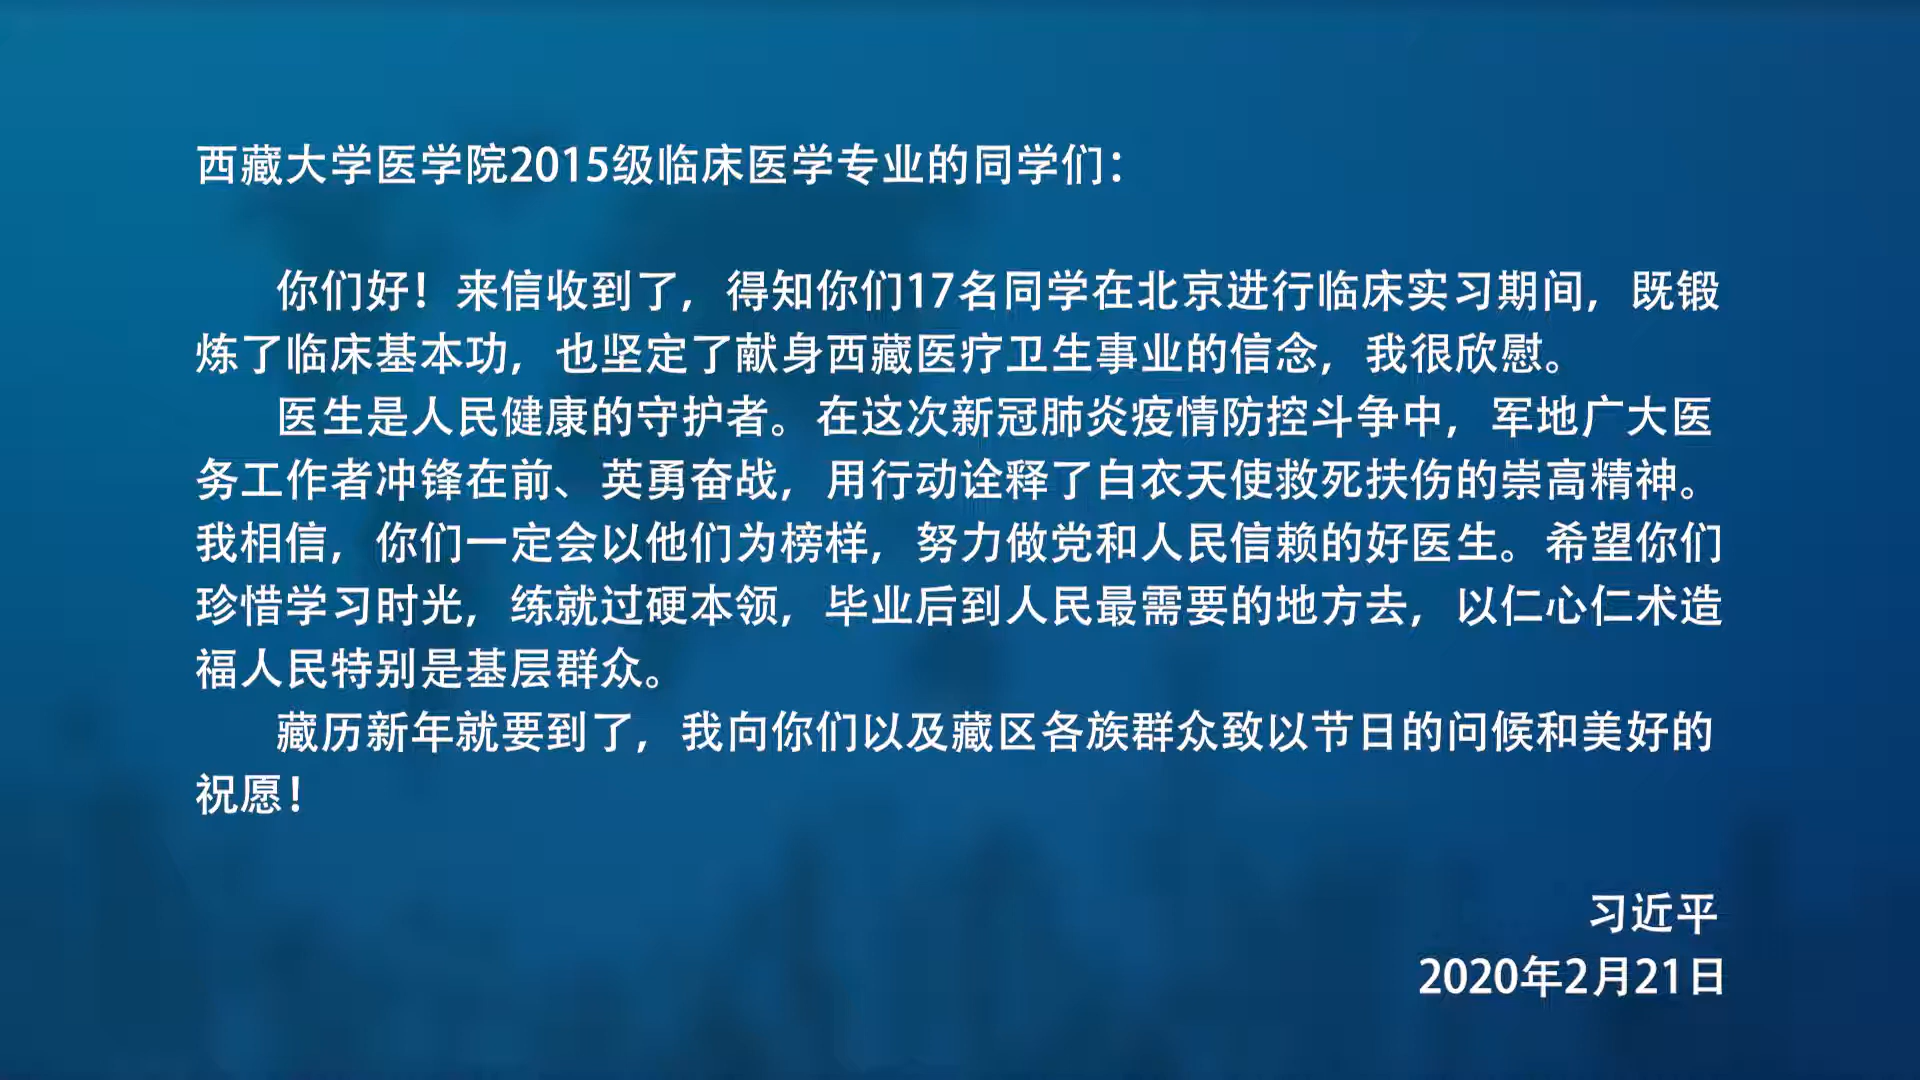 西藏大学医学院2015级临床医学专业的同学们：
你们好！来信收到了，得知你们17名同学在北京进行临床实习期间，既锻
炼了临床基本功，也坚定了献身西藏医疗卫生事业的信念，我很欣慰。
医生是人民健康的守护者。在这次新冠肺炎疫情防控斗争中，军地广大医
务工作者冲锋在前、英勇奋战，用行动诠释了白衣天使救死扶伤的崇高精神。
我相信，你们一定会以他们为榜样，努力做党和人民信赖的好医生。希望你们
珍惜学习时光，练就过硬本领，毕业后到人民最需要的地方去，以仁心仁术造
福人民特别是基层群众。
藏历新年就要到了，我向你们以及藏区各族群众致以节日的问候和美好的
祝愿！
习近平
2020年2月21日